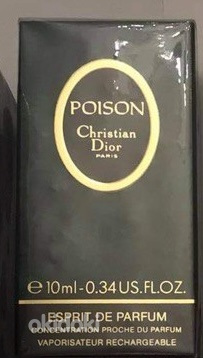 POISON
Christian
Dior
PARIS
℮ 10ml - 0.34 US.FL.OZ.
ESPRIT DE PARFUM
CONCENTRATION PROCHE DU PARFUM
VAPORISATEUR RECHARGEABLE